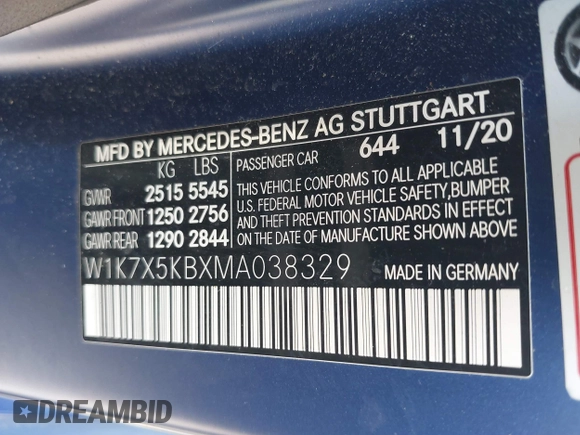 MFD BY MERCEDES-BENZ AG STUTTGART
KG LBS PASSENGER CAR 644 11/20
GVWR 2515 5545
GAWR FRONT 1250 2756
GAWR REAR 1290 2844
THIS VEHICLE CONFORMS TO ALL APPLICABLE
U.S. FEDERAL MOTOR VEHICLE SAFETY,BUMPER
AND THEFT PREVENTION STANDARDS IN EFFECT
ON DATE OF MANUFACTURE SHOWN ABOVE
W1K7X5KBXMA038329 MADE IN GERMANY
DREAMBID